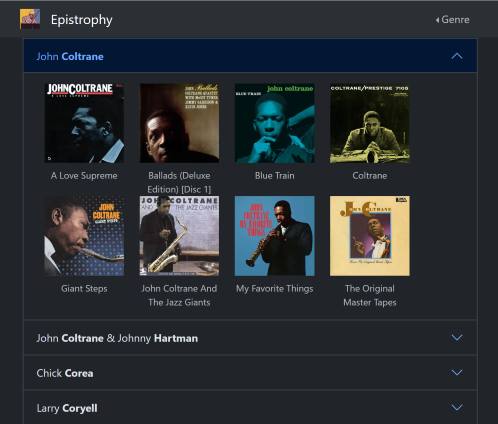 Epistrophy
Genre
John Coltrane
JOHN COLTRANE
A LOVE SUPREME
Ballads
JOHN COLTRANE QUARTET
WITH McCOY TYNER,
JIMMY GARRISON &
ELVIN JONES
john coltrane
BLUE TRAIN
COLTRANE/PRESTIGE 7105
A Love Supreme
Ballads (Deluxe
Edition) [Disc 1]
Blue Train
Coltrane
JOHN
COLTRANE
GIANT STEPS
JOHN COLTRANE
AND THE JAZZ GIANTS
JOHN
COLTRANE
MY FAVORITE
THINGS
Giant Steps
John Coltrane And
The Jazz Giants
My Favorite Things
The Original
Master Tapes
John Coltrane & Johnny Hartman
Chick Corea
Larry Coryell